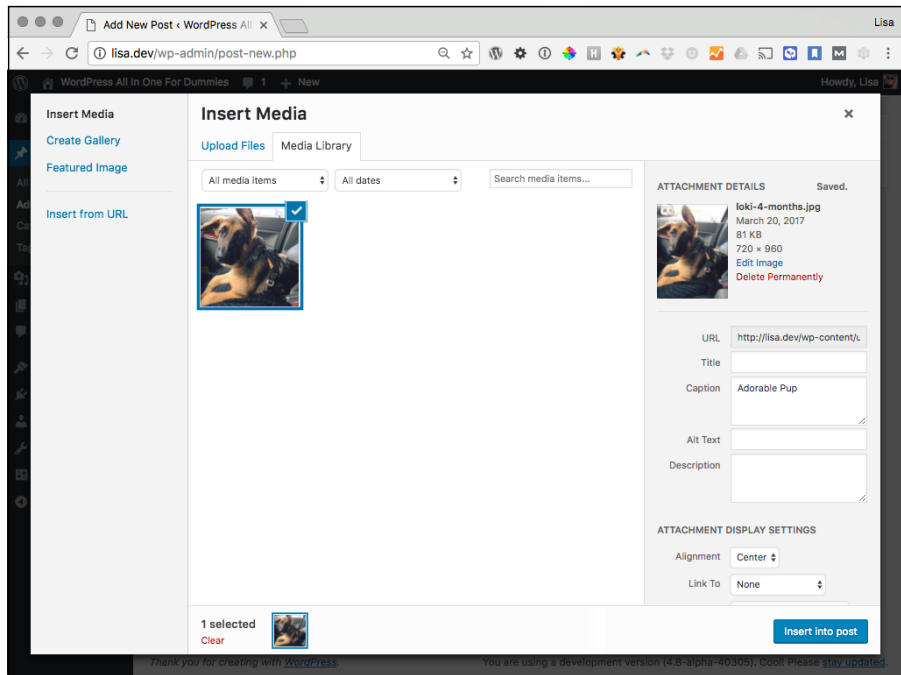 Add New Post ‹ WordPress All
Lisa
lisa.dev/wp-admin/post-new.php
WordPress All In One For Dummies 1 + New
Howdy, Lisa
Insert Media
Create Gallery
Featured Image
Insert from URL
Insert Media
Upload Files Media Library
All media items All dates Search media items...
ATTACHMENT DETAILS Saved.
loki-4-months.jpg
March 20, 2017
81 KB
720 × 960
Edit Image
Delete Permanently
URL http://lisa.dev/wp-content/u
Title
Caption Adorable Pup
Alt Text
Description
ATTACHMENT DISPLAY SETTINGS
Alignment Center
Link To None
1 selected
Clear
Insert into post
Thank you for creating with WordPress.
You are using a development version (4.8-alpha-40305). Cool! Please stay updated.